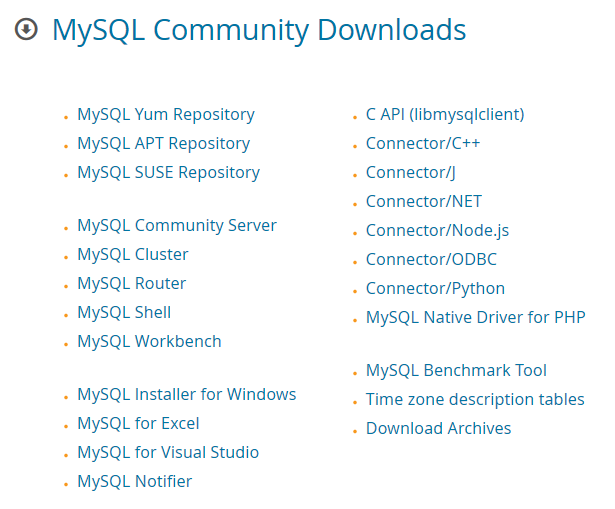 MySQL Community Downloads
MySQL Yum Repository
MySQL APT Repository
MySQL SUSE Repository
MySQL Community Server
MySQL Cluster
MySQL Router
MySQL Shell
MySQL Workbench
MySQL Installer for Windows
MySQL for Excel
MySQL for Visual Studio
MySQL Notifier
C API (libmysqlclient)
Connector/C++
Connector/J
Connector/NET
Connector/Node.js
Connector/ODBC
Connector/Python
MySQL Native Driver for PHP
MySQL Benchmark Tool
Time zone description tables
Download Archives